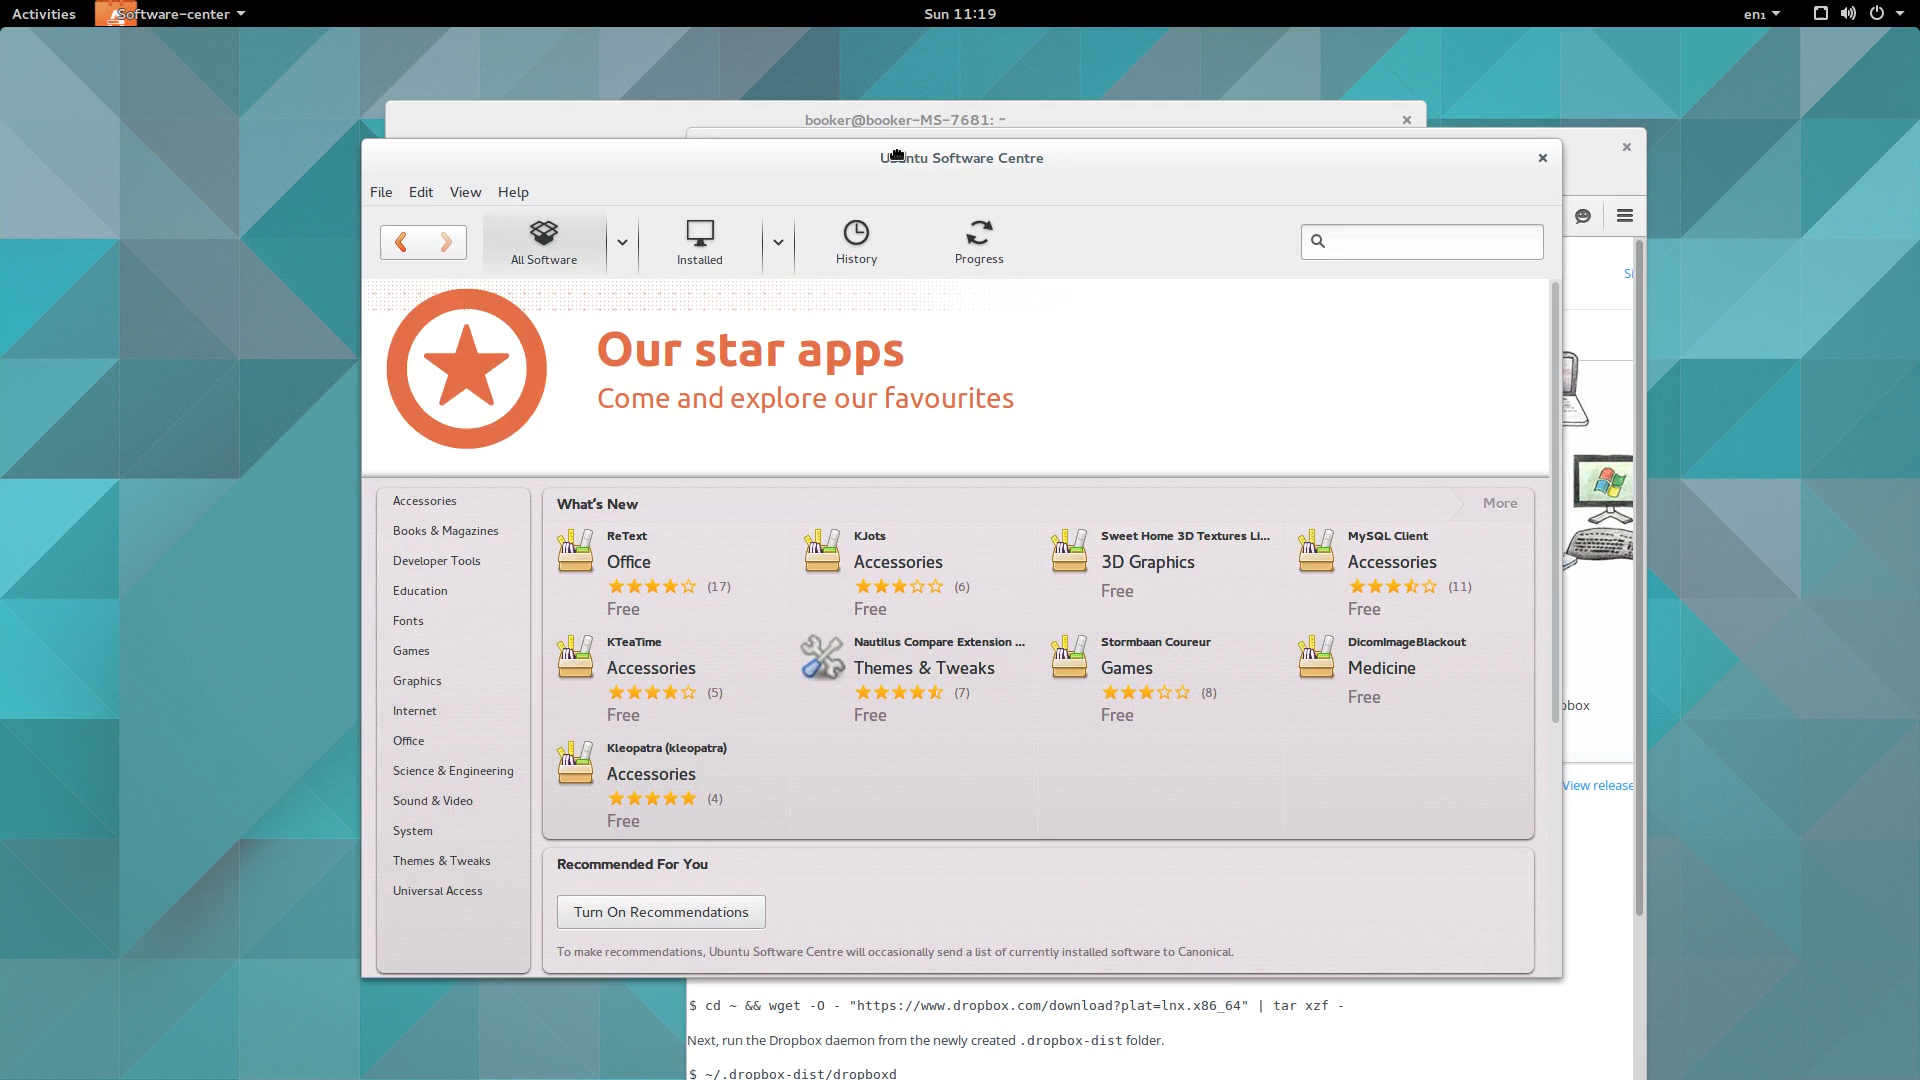 Activities
Software-center
Sun 11:19
en₁
booker@booker-MS-7681: ~
Ubuntu Software Centre
File Edit View Help
All Software
Installed
History
Progress
Our star apps
Come and explore our favourites
Accessories
Books & Magazines
Developer Tools
Education
Fonts
Games
Graphics
Internet
Office
Science & Engineering
Sound & Video
System
Themes & Tweaks
Universal Access
What's New
More
ReText
Office
(17)
Free
KJots
Accessories
(6)
Free
Sweet Home 3D Textures Li...
3D Graphics
Free
MySQL Client
Accessories
(11)
Free
KTeaTime
Accessories
(5)
Free
Nautilus Compare Extension ...
Themes & Tweaks
(7)
Free
Stormbaan Coureur
Games
(8)
Free
DicomImageBlackout
Medicine
Free
Kleopatra (kleopatra)
Accessories
(4)
Free
Recommended For You
Turn On Recommendations
To make recommendations, Ubuntu Software Centre will occasionally send a list of currently installed software to Canonical.
Si
pbox
View release
$ cd ~ && wget -O - "https://www.dropbox.com/download?plat=lnx.x86_64" | tar xzf -
Next, run the Dropbox daemon from the newly created .dropbox-dist folder.
$ ~/.dropbox-dist/dropboxd